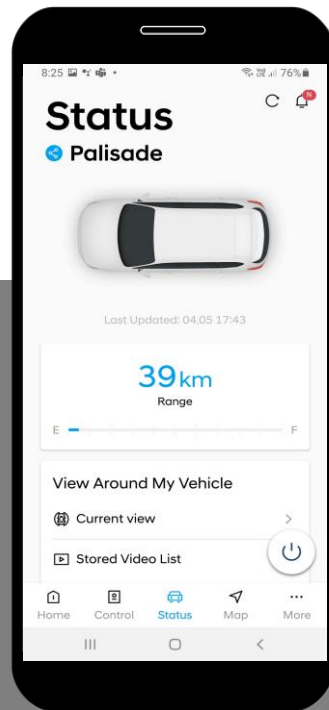 8:25 76%
Status
N
Palisade
Last Updated: 04.05 17:43
39km
Range
E F
View Around My Vehicle
Current view
Stored Video List
Home Control Status Map More